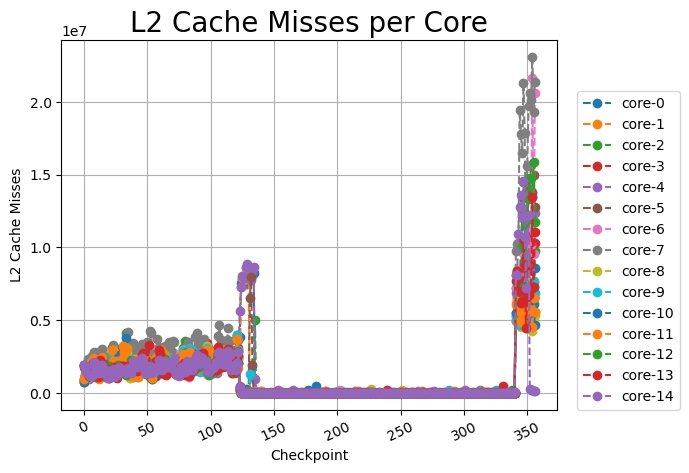 L2 Cache Misses per Core
1e7
2.0
1.5
1.0
0.5
0.0
L2 Cache Misses
0
50
100
150
200
250
300
350
Checkpoint
core-0
core-1
core-2
core-3
core-4
core-5
core-6
core-7
core-8
core-9
core-10
core-11
core-12
core-13
core-14